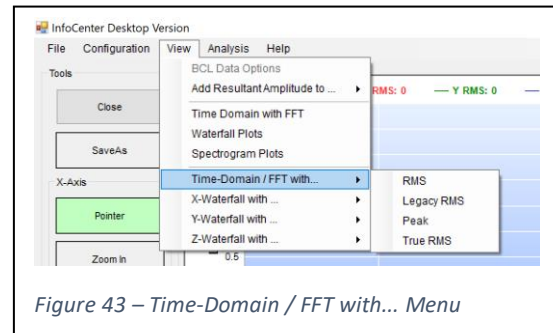 InfoCenter Desktop Version
File Configuration View Analysis Help
Tools
Close
SaveAs
X-Axis
Pointer
Zoom In
BCL Data Options
Add Resultant Amplitude to ...
Time Domain with FFT
Waterfall Plots
Spectrogram Plots
Time-Domain / FFT with...
X-Waterfall with ...
Y-Waterfall with ...
Z-Waterfall with ...
RMS
Legacy RMS
Peak
True RMS
RMS: 0 Y RMS: 0
0.5
Figure 43 – Time-Domain / FFT with... Menu